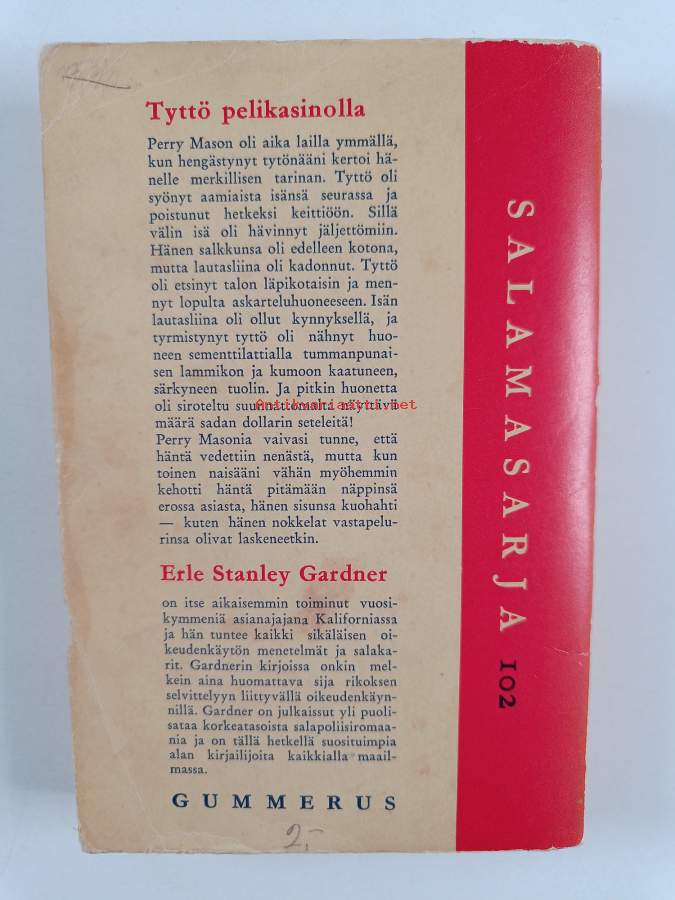 Tyttö pelikasinolla
Perry Mason oli aika lailla ymmällä,
kun hengästynyt tytönääni kertoi hä-
nelle merkillisen tarinan. Tyttö oli
syönyt aamiaista isänsä seurassa ja
poistunut hetkeksi keittiöön. Sillä
välin isä oli hävinnyt jäljettömiin.
Hänen salkkunsa oli edelleen kotona,
mutta lautasliina oli kadonnut. Tyttö
oli etsinyt talon läpikotaisin ja men-
nyt lopulta askarteluhuoneeseen. Isän
lautasliina oli ollut kynnyksellä, ja
tyrmistynyt tyttö oli nähnyt huo-
neen sementtilattialla tummanpunai-
sen lammikon ja kumoon kaatuneen,
särkyneen tuolin. Ja pitkin huonetta
oli siroteltu suunnattomalta näyttävä
määrä sadan dollarin seteleitä!
Perry Masonia vaivasi tunne, että
häntä vedettiin nenästä, mutta kun
toinen naisääni vähän myöhemmin
kehotti häntä pitämään näppinsä
erossa asiasta, hänen sisunsa kuohahti
— kuten hänen nokkelat vastapelu-
rinsa olivat laskeneetkin.
Erle Stanley Gardner
on itse aikaisemmin toiminut vuosi-
kymmeniä asianajajana Kaliforniassa
ja hän tuntee kaikki sikäläisen oi-
keudenkäytön menetelmät ja salaka-
rit. Gardnerin kirjoissa onkin mel-
kein aina huomattava sija rikoksen
selvittelyyn liittyvällä oikeudenkäyn-
nillä. Gardner on julkaissut yli puoli-
sataa korkeatasoista salapoliisiromaa-
nia ja on tällä hetkellä suosituimpia
alan kirjailijoita kaikkialla maail-
massa.
GUMMERUS
2,-
SALAMASARJA 102
Antikvariaatti.net